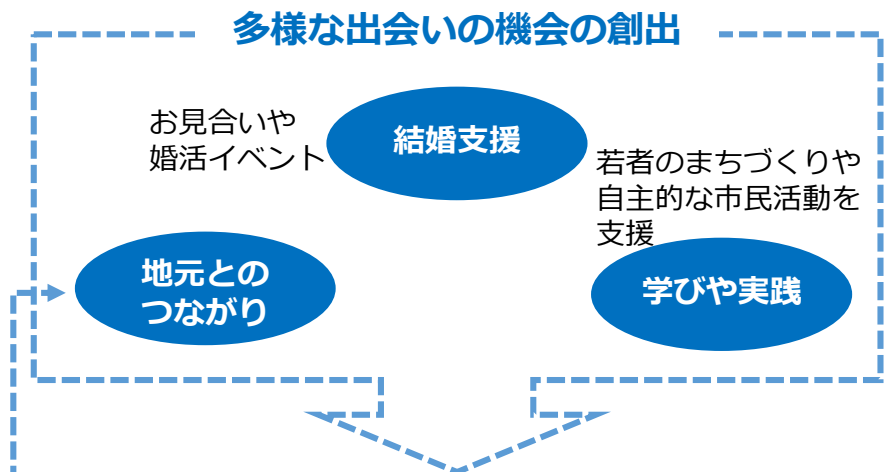 多様な出会いの機会の創出
お見合いや
婚活イベント
結婚支援
若者のまちづくりや
自主的な市民活動を
支援
地元との
つながり
学びや実践